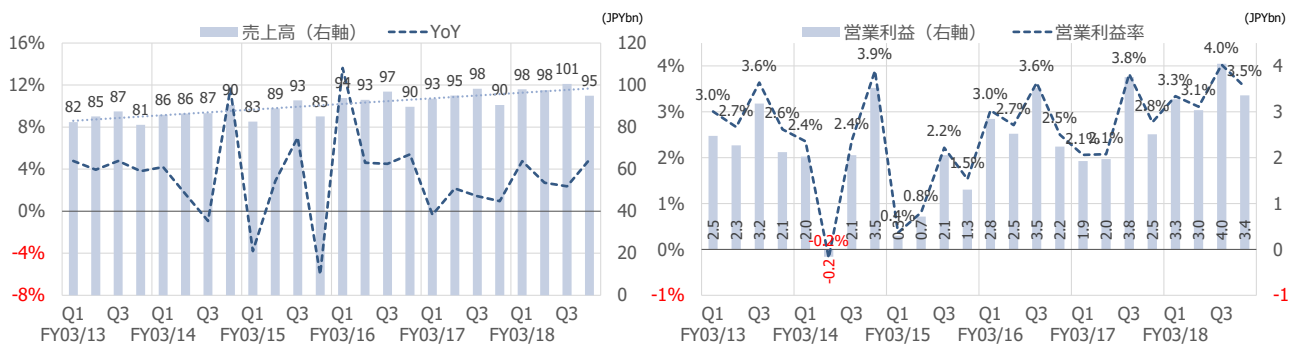 (JPYbn)
売上高（右軸） YoY
16%
12%
8%
4%
0%
-4%
-8%
82 85 87 81 86 86 87 90 83 89 93 85 94 93 97 90 93 95 98 90 98 98 101 95
120
100
80
60
40
20
0
Q1 Q3 Q1 Q3 Q1 Q3 Q1 Q3 Q1 Q3 Q1 Q3
FY03/13 FY03/14 FY03/15 FY03/16 FY03/17 FY03/18
(JPYbn)
営業利益（右軸） 営業利益率
4%
3%
2%
1%
0%
-1%
3.0% 2.7% 3.6% 2.6% 2.4% -0.2% 2.4% 3.9% 0.4% 0.8% 2.2% 1.5% 3.0% 2.7% 3.6% 2.5% 2.1% 2.1% 3.8% 2.8% 3.3% 3.1% 4.0% 3.5%
2.5 2.3 3.2 2.1 2.0 -0.2 2.1 3.5 0.3 0.7 2.1 1.3 2.8 2.5 3.5 2.2 1.9 2.0 3.8 2.5 3.3 3.0 4.0 3.4
4
3
2
1
0
-1
Q1 Q3 Q1 Q3 Q1 Q3 Q1 Q3 Q1 Q3 Q1 Q3
FY03/13 FY03/14 FY03/15 FY03/16 FY03/17 FY03/18